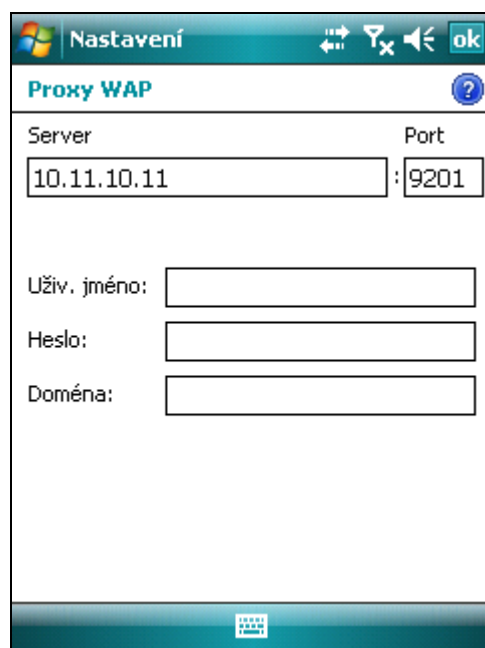 Nastavení ok
Proxy WAP ?
Server Port
10.11.10.11 : 9201
Uživ. jméno:
Heslo:
Doména: